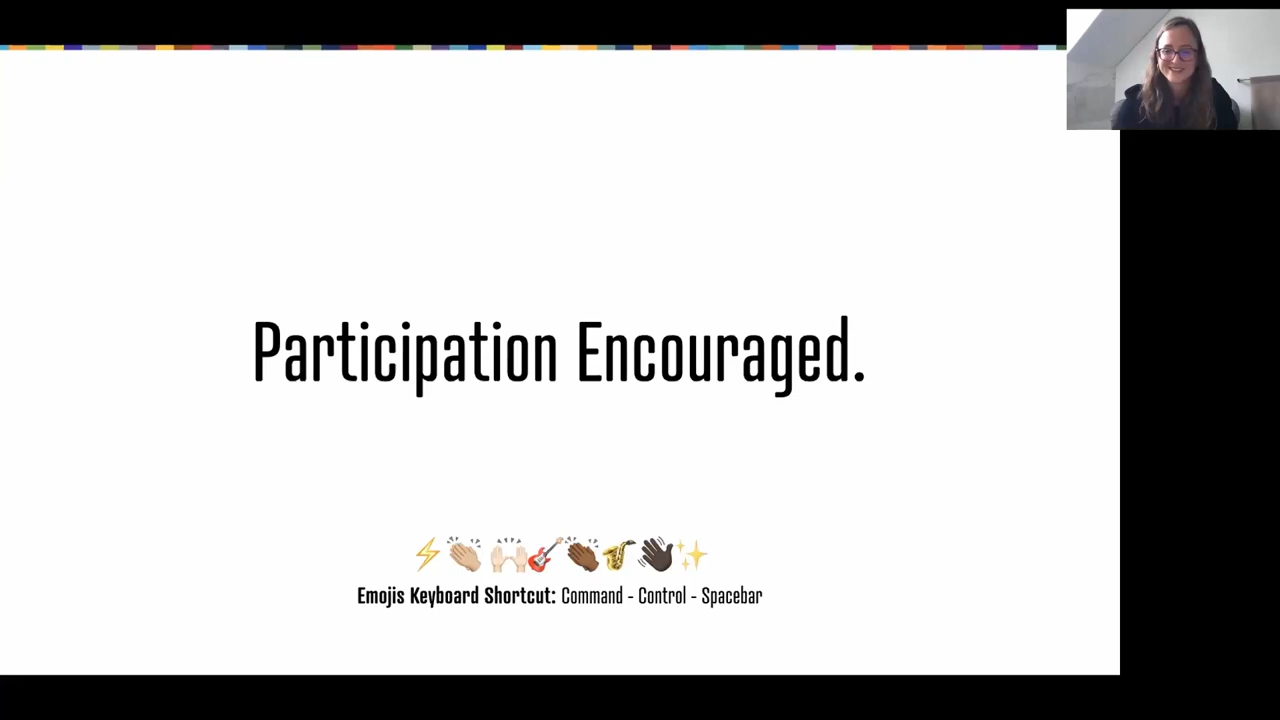 Participation Encouraged.
⚡👏🏼 🙌🏻🎸👏🏾🎷👋🏿✨
Emojis Keyboard Shortcut: Command - Control - Spacebar